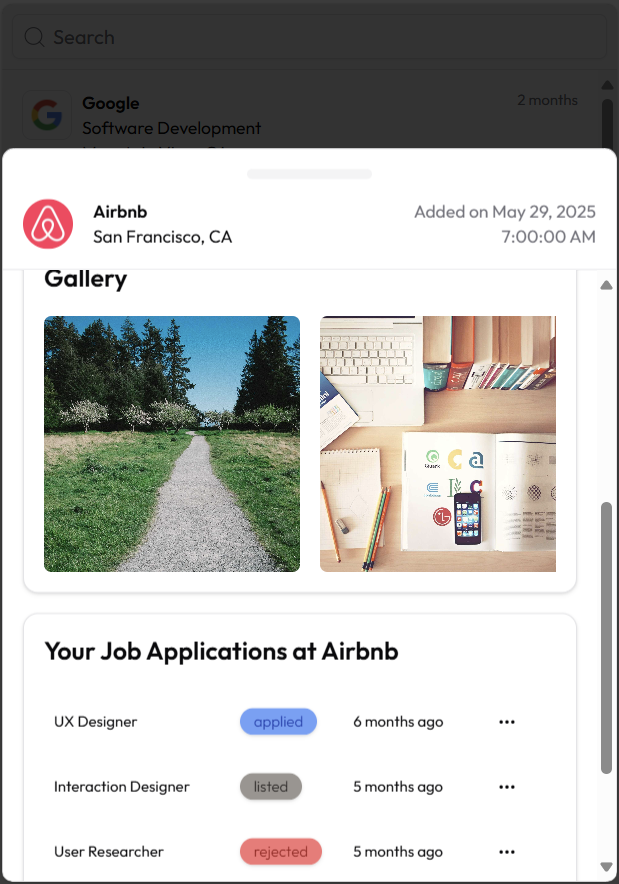 Search
Google
2 months
Software Development
Airbnb
Added on May 29, 2025
San Francisco, CA
7:00:00 AM
Gallery
Your Job Applications at Airbnb
UX Designer
applied
6 months ago
Interaction Designer
listed
5 months ago
User Researcher
rejected
5 months ago